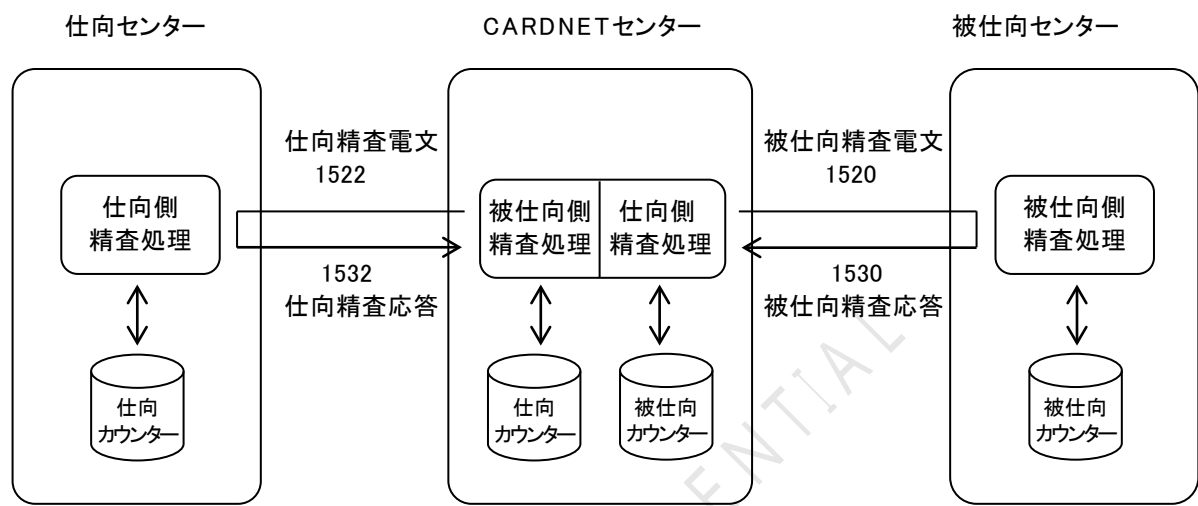 仕向センター
CARDNETセンター
被仕向センター
仕向精査電文
1522
被仕向精査電文
1520
仕向側
精査処理
被仕向側
精査処理
仕向側
精査処理
被仕向側
精査処理
1532
仕向精査応答
1530
被仕向精査応答
仕向
カウンター
仕向
カウンター
被仕向
カウンター
被仕向
カウンター
ENTIAL